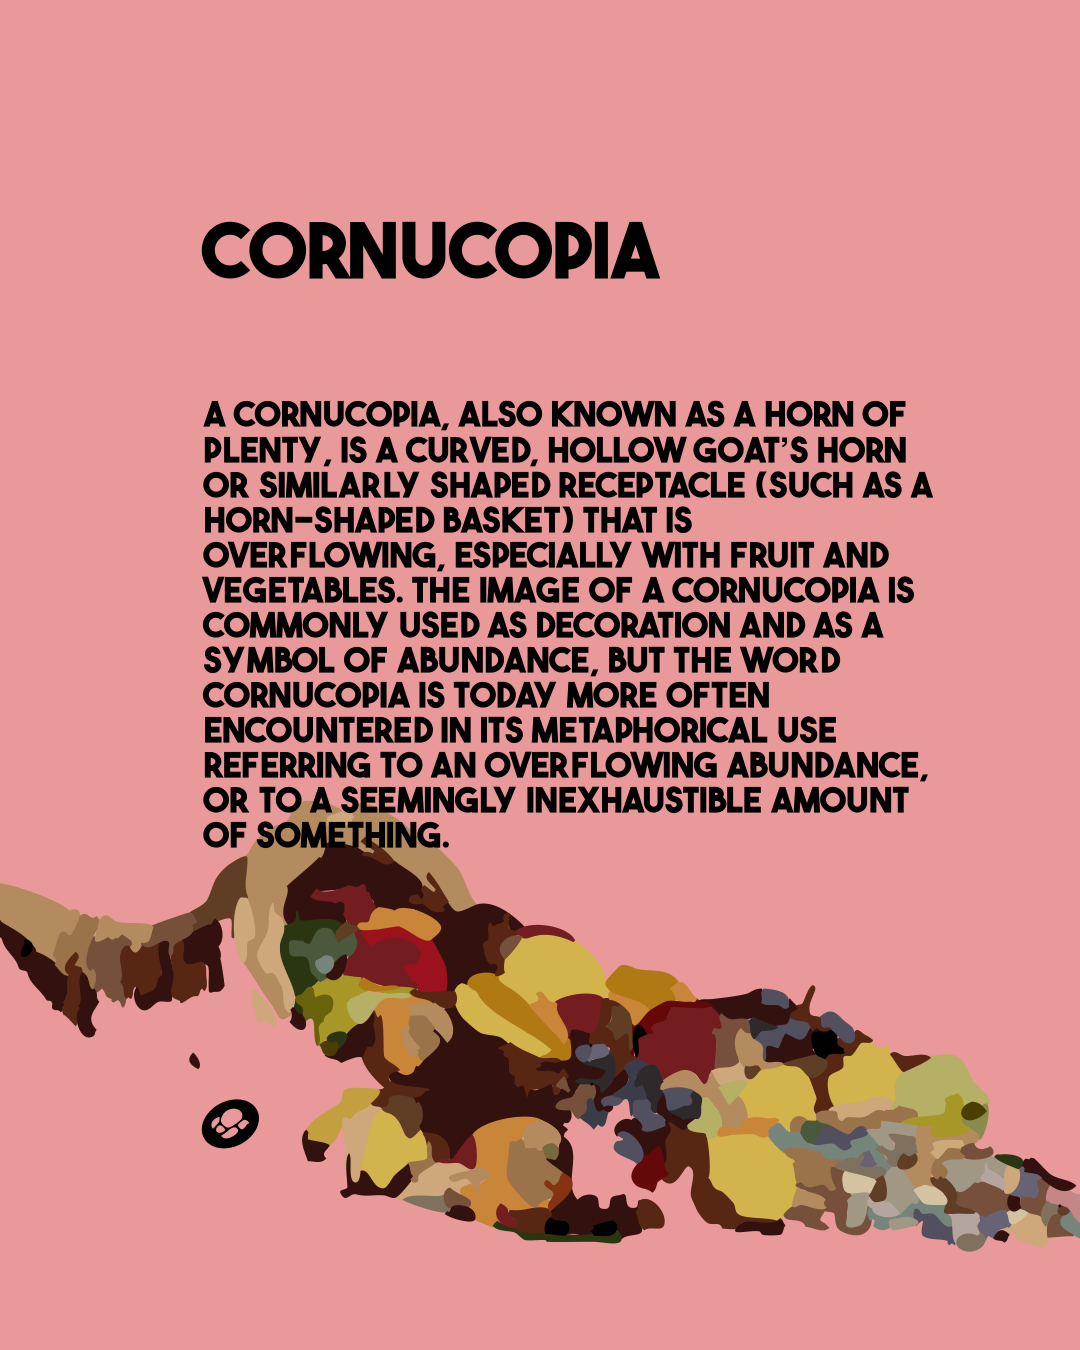 CORNUCOPIA
A CORNUCOPIA, ALSO KNOWN AS A HORN OF
PLENTY, IS A CURVED, HOLLOW GOAT'S HORN
OR SIMILARLY SHAPED RECEPTACLE (SUCH AS A
HORN-SHAPED BASKET) THAT IS
OVERFLOWING, ESPECIALLY WITH FRUIT AND
VEGETABLES. THE IMAGE OF A CORNUCOPIA IS
COMMONLY USED AS DECORATION AND AS A
SYMBOL OF ABUNDANCE, BUT THE WORD
CORNUCOPIA IS TODAY MORE OFTEN
ENCOUNTERED IN ITS METAPHORICAL USE
REFERRING TO AN OVERFLOWING ABUNDANCE,
OR TO A SEEMINGLY INEXHAUSTIBLE AMOUNT
OF SOMETHING.